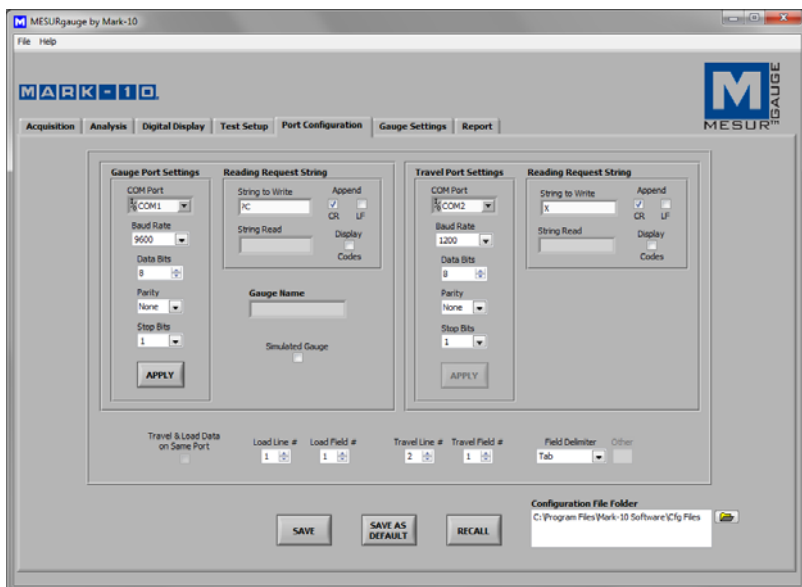 MESURgauge by Mark-10
File Help
MARK-10
M
MESUR™ GAUGE
Acquisition Analysis Digital Display Test Setup Port Configuration Gauge Settings Report
Gauge Port Settings
COM Port
COM1
Baud Rate
9600
Data Bits
8
Parity
None
Stop Bits
1
APPLY
Reading Request String
String to Write
?C
Append
CR LF
String Read
Display
Codes
Gauge Name
Simulated Gauge
Travel Port Settings
COM Port
COM2
Baud Rate
1200
Data Bits
8
Parity
None
Stop Bits
1
APPLY
Reading Request String
String to Write
X
Append
CR LF
String Read
Display
Codes
Travel & Load Data
on Same Port
Load Line #
1
Load Field #
1
Travel Line #
2
Travel Field #
1
Field Delimiter
Tab
Other
SAVE
SAVE AS
DEFAULT
RECALL
Configuration File Folder
C:\Program Files\Mark-10 Software\Cfg Files